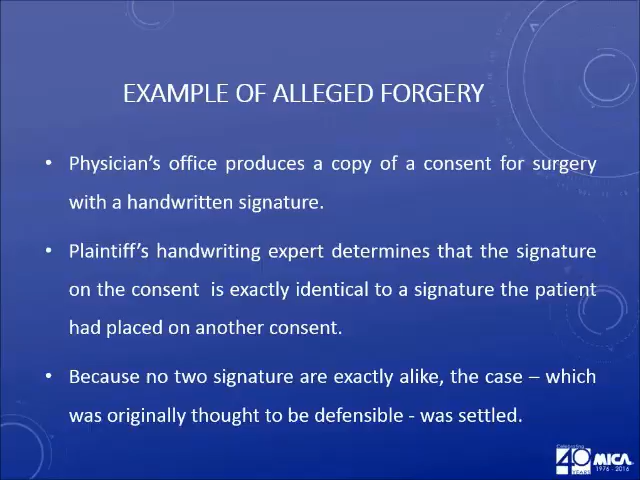 EXAMPLE OF ALLEGED FORGERY
• Physician's office produces a copy of a consent for surgery
with a handwritten signature.
• Plaintiff's handwriting expert determines that the signature
on the consent is exactly identical to a signature the patient
had placed on another consent.
• Because no two signature are exactly alike, the case – which
was originally thought to be defensible - was settled.
Celebrating
40 MICA
YEARS 1976 - 2016